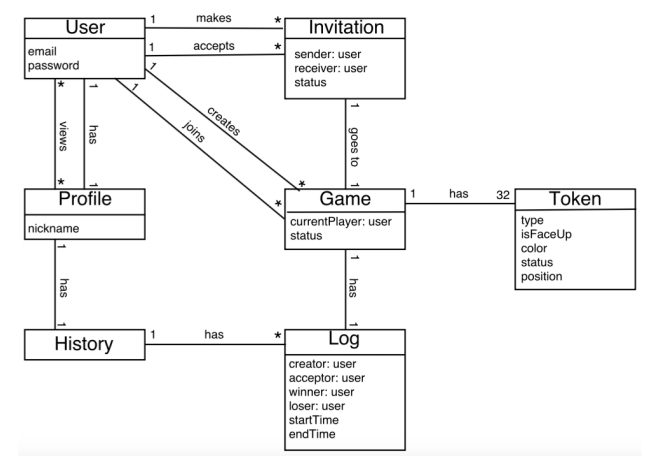 User
email
password
1 makes *
1 accepts *
Invitation
sender: user
receiver: user
status
1 creates *
1 joins *
* views *
1 has 1
1 goes to 1
Profile
nickname
Game
currentPlayer: user
status
1 has 32
Token
type
isFaceUp
color
status
position
1 has 1
1 has 1
History
1 has *
Log
creator: user
acceptor: user
winner: user
loser: user
startTime
endTime